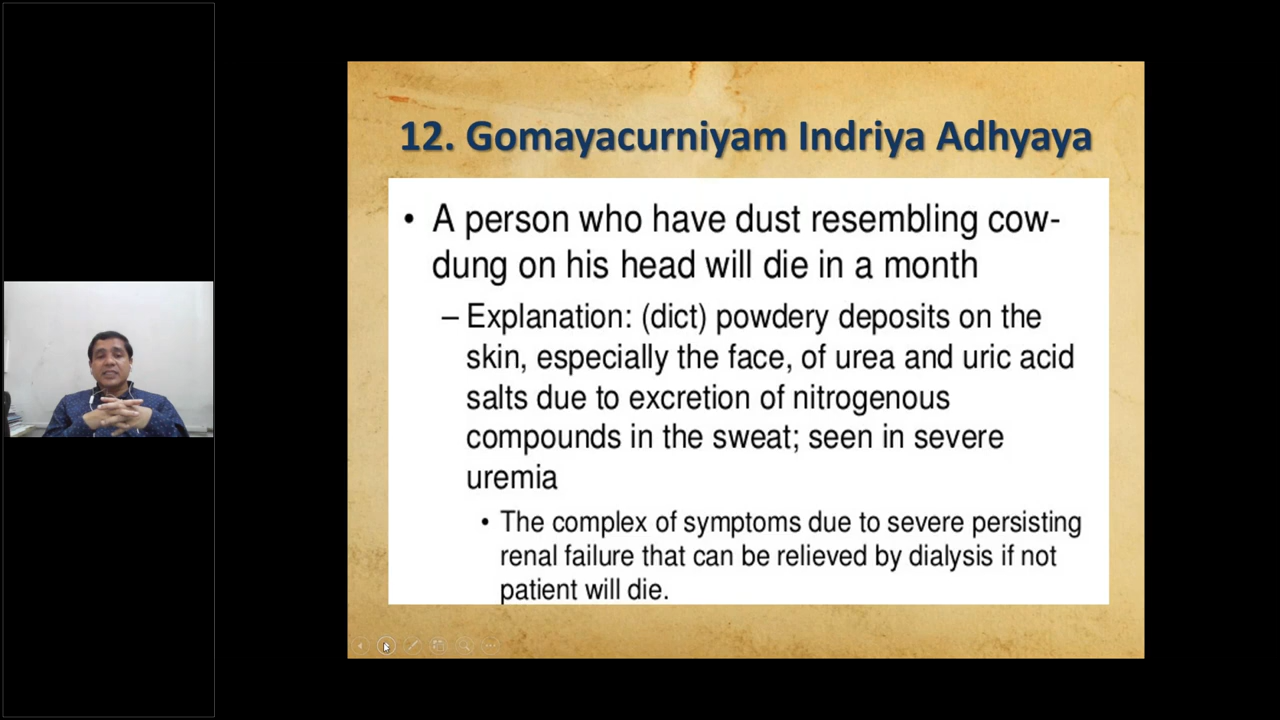 12. Gomayacurniyam Indriya Adhyaya
• A person who have dust resembling cow-
dung on his head will die in a month
– Explanation: (dict) powdery deposits on the
skin, especially the face, of urea and uric acid
salts due to excretion of nitrogenous
compounds in the sweat; seen in severe
uremia
• The complex of symptoms due to severe persisting
renal failure that can be relieved by dialysis if not
patient will die.